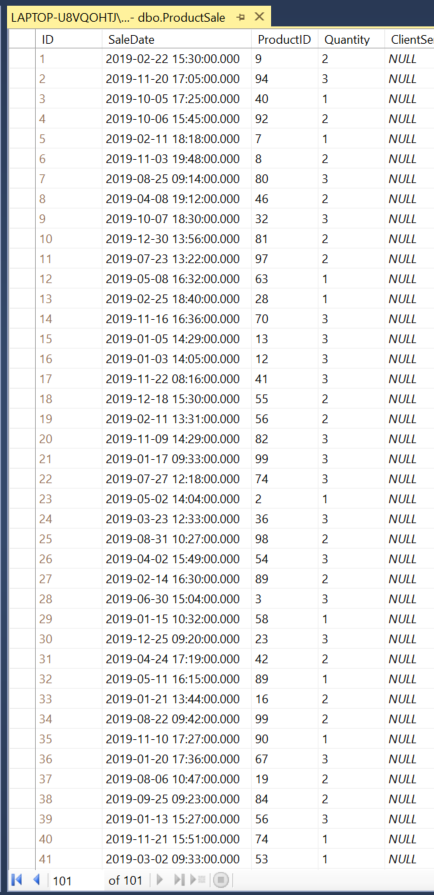 LAPTOP-U8VQOHTJ\...- dbo.ProductSale
ID SaleDate ProductID Quantity ClientSe
1 2019-02-22 15:30:00.000 9 2 NULL
2 2019-11-20 17:05:00.000 94 3 NULL
3 2019-10-05 17:25:00.000 40 1 NULL
4 2019-10-06 15:45:00.000 92 2 NULL
5 2019-02-11 18:18:00.000 7 1 NULL
6 2019-11-03 19:48:00.000 8 2 NULL
7 2019-08-25 09:14:00.000 80 3 NULL
8 2019-04-08 19:12:00.000 46 2 NULL
9 2019-10-07 18:30:00.000 32 3 NULL
10 2019-12-30 13:56:00.000 81 2 NULL
11 2019-07-23 13:22:00.000 97 2 NULL
12 2019-05-08 16:32:00.000 63 1 NULL
13 2019-02-25 18:40:00.000 28 1 NULL
14 2019-11-16 16:36:00.000 70 3 NULL
15 2019-01-05 14:29:00.000 13 3 NULL
16 2019-01-03 14:05:00.000 12 3 NULL
17 2019-11-22 08:16:00.000 41 3 NULL
18 2019-12-18 15:30:00.000 55 2 NULL
19 2019-02-11 13:31:00.000 56 2 NULL
20 2019-11-09 14:29:00.000 82 3 NULL
21 2019-01-17 09:33:00.000 99 3 NULL
22 2019-07-27 12:18:00.000 74 3 NULL
23 2019-05-02 14:04:00.000 2 1 NULL
24 2019-03-23 12:33:00.000 36 3 NULL
25 2019-08-31 10:27:00.000 98 2 NULL
26 2019-04-02 15:49:00.000 54 3 NULL
27 2019-02-14 16:30:00.000 89 2 NULL
28 2019-06-30 15:04:00.000 3 3 NULL
29 2019-01-15 10:32:00.000 58 1 NULL
30 2019-12-25 09:20:00.000 23 3 NULL
31 2019-04-24 17:19:00.000 42 2 NULL
32 2019-05-11 16:15:00.000 89 1 NULL
33 2019-01-21 13:44:00.000 16 2 NULL
34 2019-08-22 09:42:00.000 99 2 NULL
35 2019-11-10 17:27:00.000 90 1 NULL
36 2019-01-20 17:36:00.000 67 3 NULL
37 2019-08-06 10:47:00.000 19 2 NULL
38 2019-09-25 09:23:00.000 84 2 NULL
39 2019-01-13 15:27:00.000 56 3 NULL
40 2019-11-21 15:51:00.000 74 1 NULL
41 2019-03-02 09:33:00.000 53 1 NULL
101 of 101